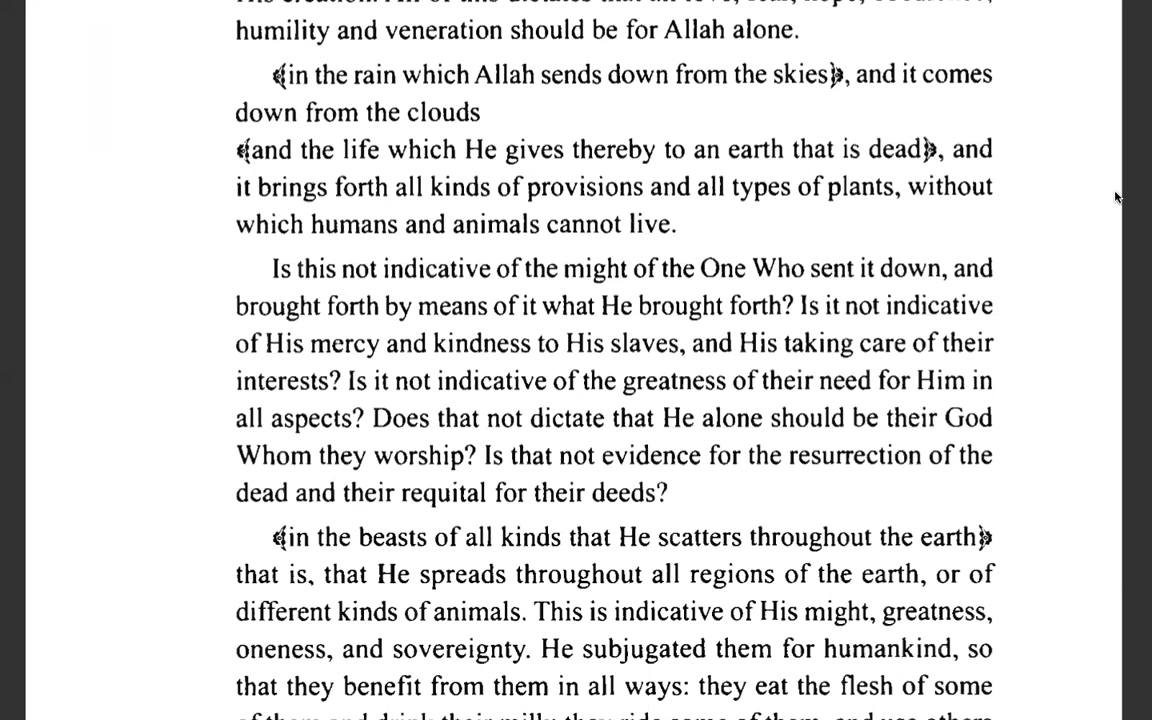 humility and veneration should be for Allah alone.
﴾in the rain which Allah sends down from the skies﴿, and it comes
down from the clouds
﴾and the life which He gives thereby to an earth that is dead﴿, and
it brings forth all kinds of provisions and all types of plants, without
which humans and animals cannot live.
Is this not indicative of the might of the One Who sent it down, and
brought forth by means of it what He brought forth? Is it not indicative
of His mercy and kindness to His slaves, and His taking care of their
interests? Is it not indicative of the greatness of their need for Him in
all aspects? Does that not dictate that He alone should be their God
Whom they worship? Is that not evidence for the resurrection of the
dead and their requital for their deeds?
﴾in the beasts of all kinds that He scatters throughout the earth﴿
that is, that He spreads throughout all regions of the earth, or of
different kinds of animals. This is indicative of His might, greatness,
oneness, and sovereignty. He subjugated them for humankind, so
that they benefit from them in all ways: they eat the flesh of some